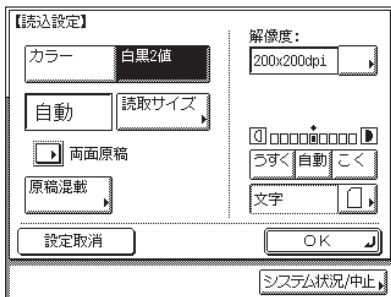 【読込設定】
カラー
白黒2値
自動
読取サイズ
両面原稿
原稿混載
設定取消
解像度:
200x200dpi
うすく
自動
こく
文字
OK
システム状況/中止